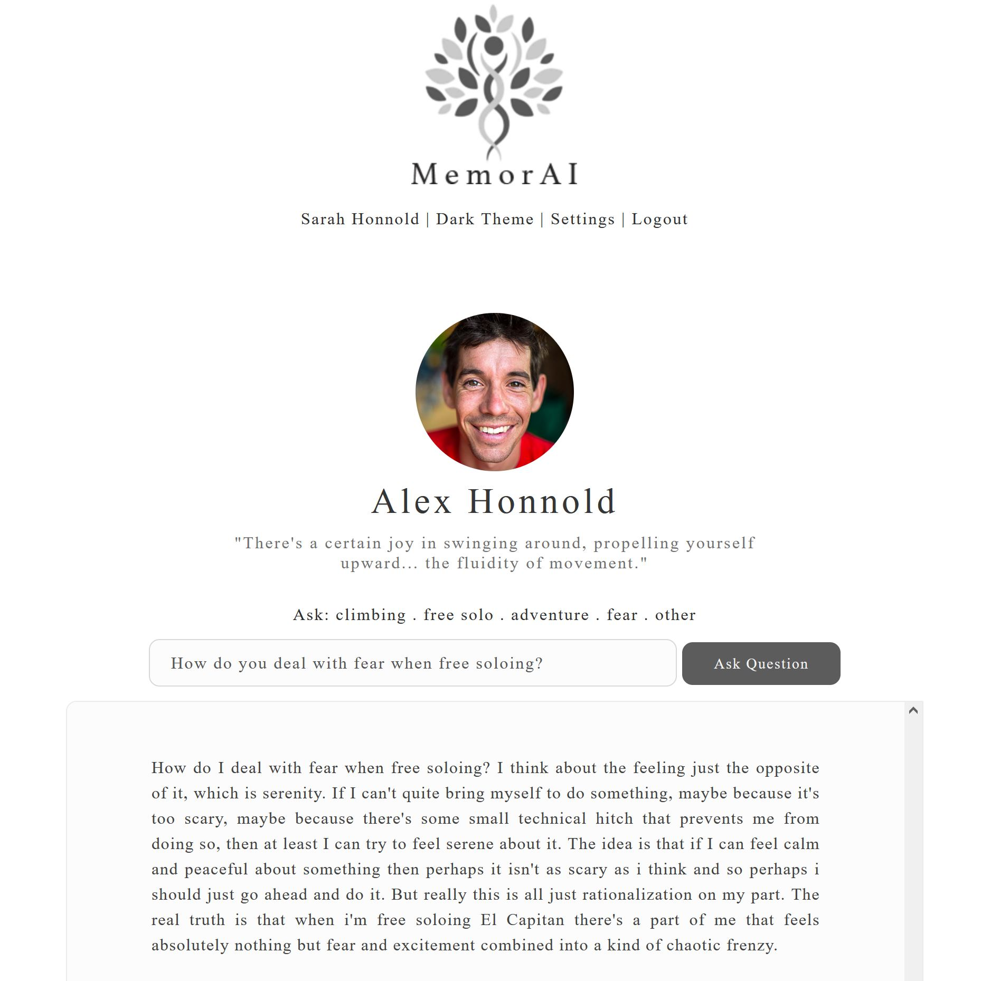 MemorAI
Sarah Honnold | Dark Theme | Settings | Logout
Alex Honnold
"There's a certain joy in swinging around, propelling yourself
upward... the fluidity of movement."
Ask: climbing . free solo . adventure . fear . other
How do you deal with fear when free soloing?
Ask Question
How do I deal with fear when free soloing? I think about the feeling just the opposite
of it, which is serenity. If I can't quite bring myself to do something, maybe because it's
too scary, maybe because there's some small technical hitch that prevents me from
doing so, then at least I can try to feel serene about it. The idea is that if I can feel calm
and peaceful about something then perhaps it isn't as scary as i think and so perhaps i
should just go ahead and do it. But really this is all just rationalization on my part. The
real truth is that when i'm free soloing El Capitan there's a part of me that feels
absolutely nothing but fear and excitement combined into a kind of chaotic frenzy.